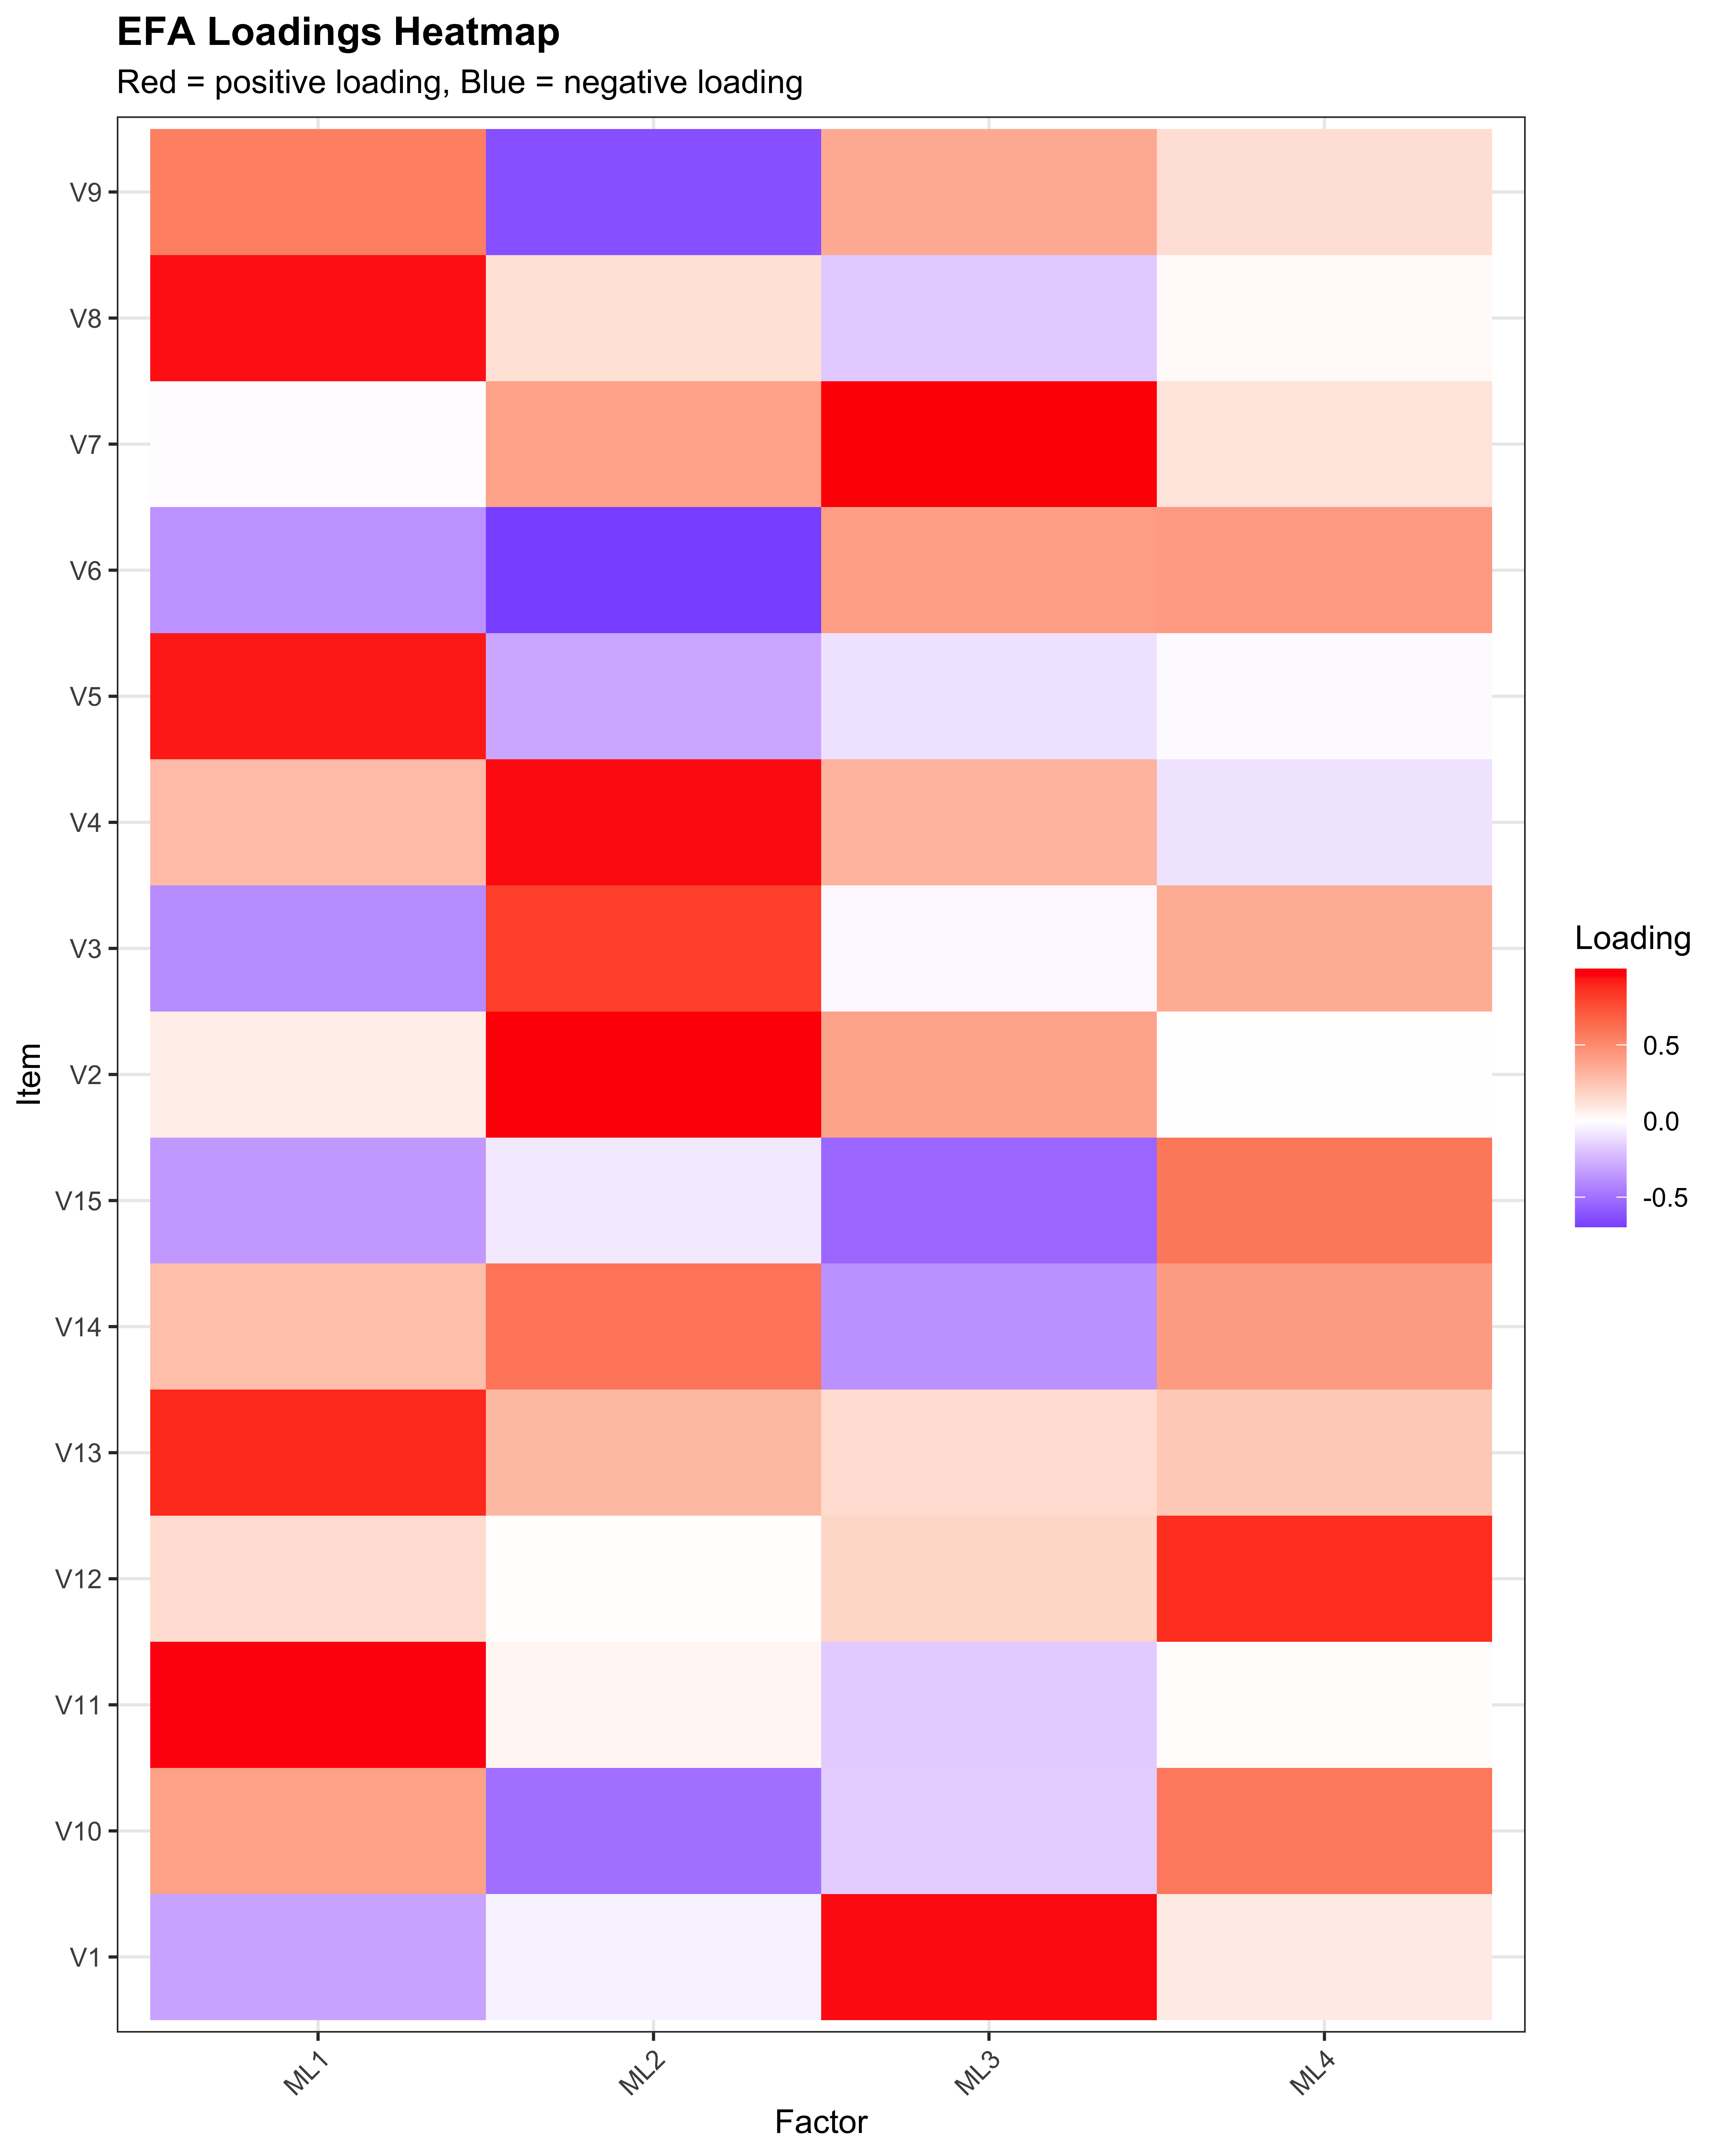 EFA Loadings Heatmap
Red = positive loading, Blue = negative loading
V9
V8
V7
V6
V5
V4
V3
V2
V15
V14
V13
V12
V11
V10
V1
Item
ML1
ML2
ML3
ML4
Factor
Loading
0.5
0.0
-0.5